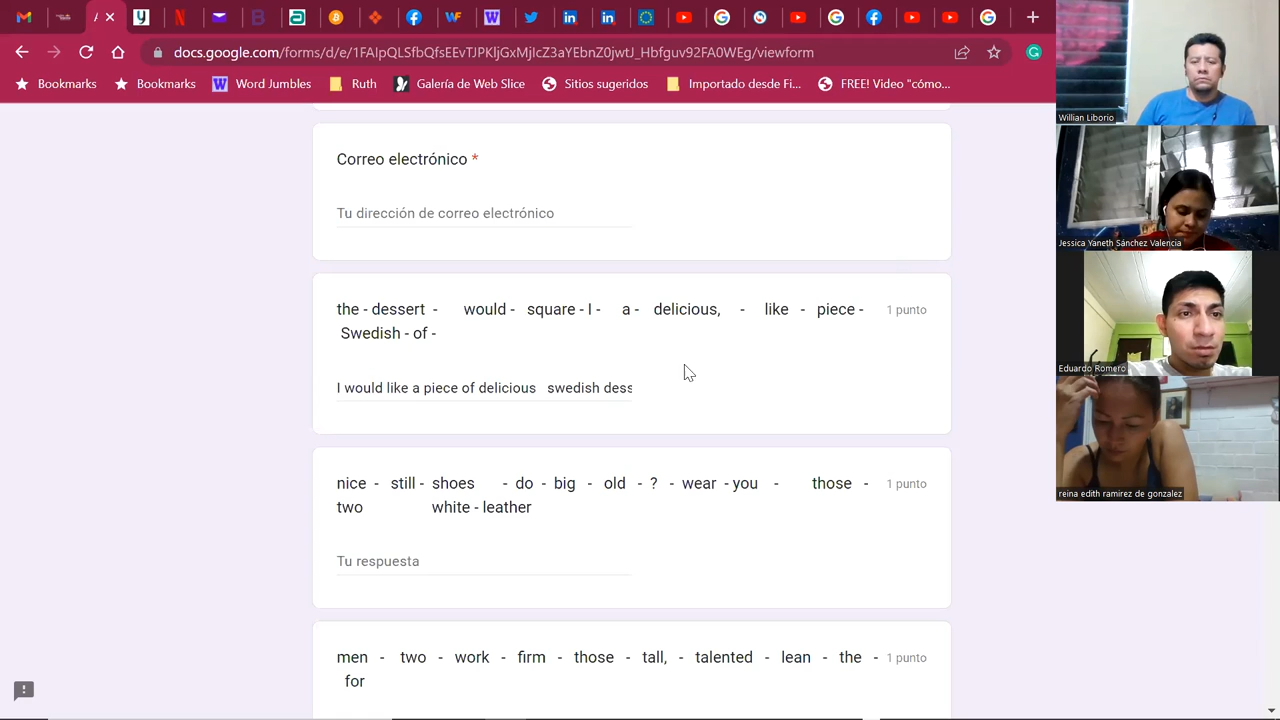 docs.google.com/forms/d/e/1FAIpQLSfbQfsEEvTJPKIjGxMjIcZ3aYEbnZ0jwtJ_Hbfguv92FA0WEg/viewform
Bookmarks Bookmarks Word Jumbles Ruth Galería de Web Slice Sitios sugeridos Importado desde Fi... FREE! Video "cómo...
Correo electrónico *
Tu dirección de correo electrónico
the - dessert - would - square - I - a - delicious, - like - piece - 1 punto
Swedish - of -
I would like a piece of delicious swedish dess
nice - still - shoes - do - big - old - ? - wear - you - those - 1 punto
two white - leather
Tu respuesta
men - two - work - firm - those - tall, - talented - lean - the - 1 punto
for
Willian Liborio
Jessica Yaneth Sánchez Valencia
Eduardo Romero
reina edith ramirez de gonzalez